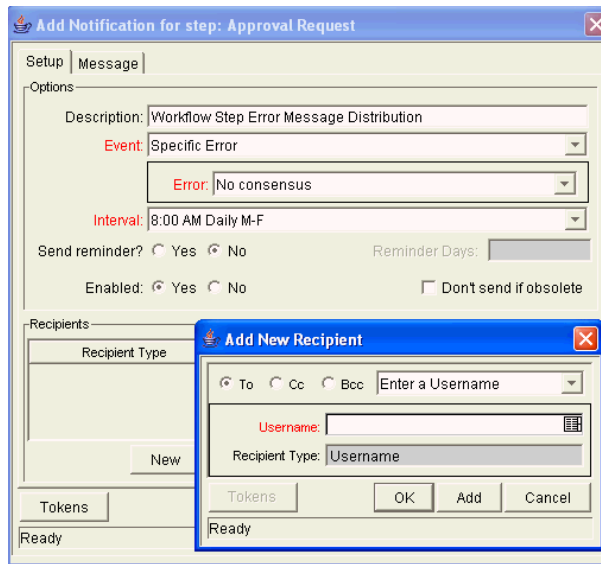 Add Notification for step: Approval Request
Setup Message
Options
Description: Workflow Step Error Message Distribution
Event: Specific Error
Error: No consensus
Interval: 8:00 AM Daily M-F
Send reminder? Yes No Reminder Days:
Enabled: Yes No Don't send if obsolete
Recipients
Recipient Type
New
Tokens
Ready
Add New Recipient
To Cc Bcc Enter a Username
Username:
Recipient Type: Username
Tokens OK Add Cancel
Ready